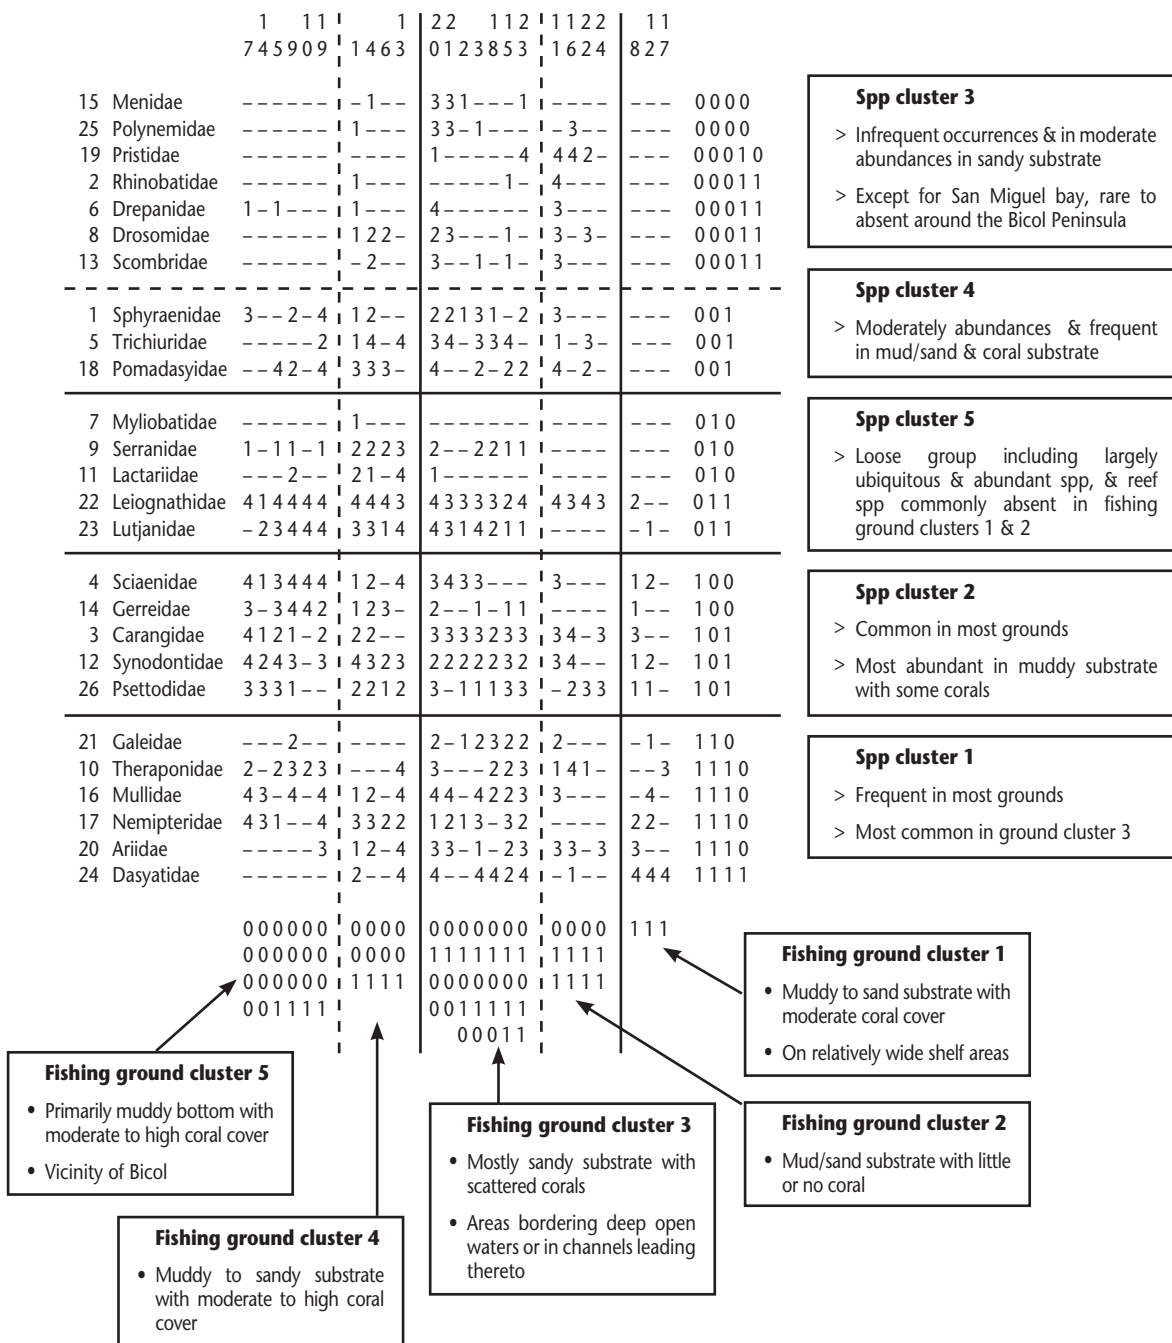 1 11 1 22 112 1122 11
745909 1463 0123853 1624 827
15 Menidae ------ -1-- 331---1 ---- --- 0000
25 Polynemidae ------ 1--- 33-1--- -3-- --- 0000
19 Pristidae ------ ---- 1-----4 442- --- 00010
2 Rhinobatidae ------ 1--- -----1- 4--- --- 00011
6 Drepanidae 1-1--- 1--- 4------ 3--- --- 00011
8 Drosomidae ------ 122- 23---1- 3-3- --- 00011
13 Scombridae ------ -2-- 3--1-1- 3--- --- 00011
1 Sphyraenidae 3--2-4 12-- 22131-2 3--- --- 001
5 Trichiuridae -----2 14-4 34-334- 1-3- --- 001
18 Pomadasyidae --42-4 333- 4--2-22 4-2- --- 001
7 Myliobatidae ------ 1--- ------- ---- --- 010
9 Serranidae 1-11-1 2223 2--2211 ---- --- 010
11 Lactariidae ---2-- 21-4 1------ ---- --- 010
22 Leiognathidae 414444 4443 4333324 4343 2-- 011
23 Lutjanidae -23444 3314 4314211 ---- -1- 011
4 Sciaenidae 413444 12-4 3433--- 3--- 12- 100
14 Gerreidae 3-3442 123- 2--1-11 ---- 1-- 100
3 Carangidae 4121-2 22-- 3333233 34-3 3-- 101
12 Synodontidae 4243-3 4323 2222232 34-- 12- 101
26 Psettodidae 3331-- 2212 3-11133 -233 11- 101
21 Galeidae ---2-- ---- 2-12322 2--- -1- 110
10 Theraponidae 2-2323 ---4 3---223 141- --3 1110
16 Mullidae 43-4-4 12-4 44-4223 3--- -4- 1110
17 Nemipteridae 431--4 3322 1213-32 ---- 22- 1110
20 Ariidae -----3 12-4 33-1-23 33-3 3-- 1110
24 Dasyatidae ------ 2--4 4--4424 -1-- 444 1111
000000 0000 0000000 0000 111
000000 0000 1111111 1111
000000 1111 0000000 1111
001111 0011111
00011
Spp cluster 3
> Infrequent occurrences & in moderate
abundances in sandy substrate
> Except for San Miguel bay, rare to
absent around the Bicol Peninsula
Spp cluster 4
> Moderately abundances & frequent
in mud/sand & coral substrate
Spp cluster 5
> Loose group including largely
ubiquitous & abundant spp, & reef
spp commonly absent in fishing
ground clusters 1 & 2
Spp cluster 2
> Common in most grounds
> Most abundant in muddy substrate
with some corals
Spp cluster 1
> Frequent in most grounds
> Most common in ground cluster 3
Fishing ground cluster 1
• Muddy to sand substrate with
moderate coral cover
• On relatively wide shelf areas
Fishing ground cluster 2
• Mud/sand substrate with little
or no coral
Fishing ground cluster 3
• Mostly sandy substrate with
scattered corals
• Areas bordering deep open
waters or in channels leading
thereto
Fishing ground cluster 5
• Primarily muddy bottom with
moderate to high coral cover
• Vicinity of Bicol
Fishing ground cluster 4
• Muddy to sandy substrate
with moderate to high coral
cover